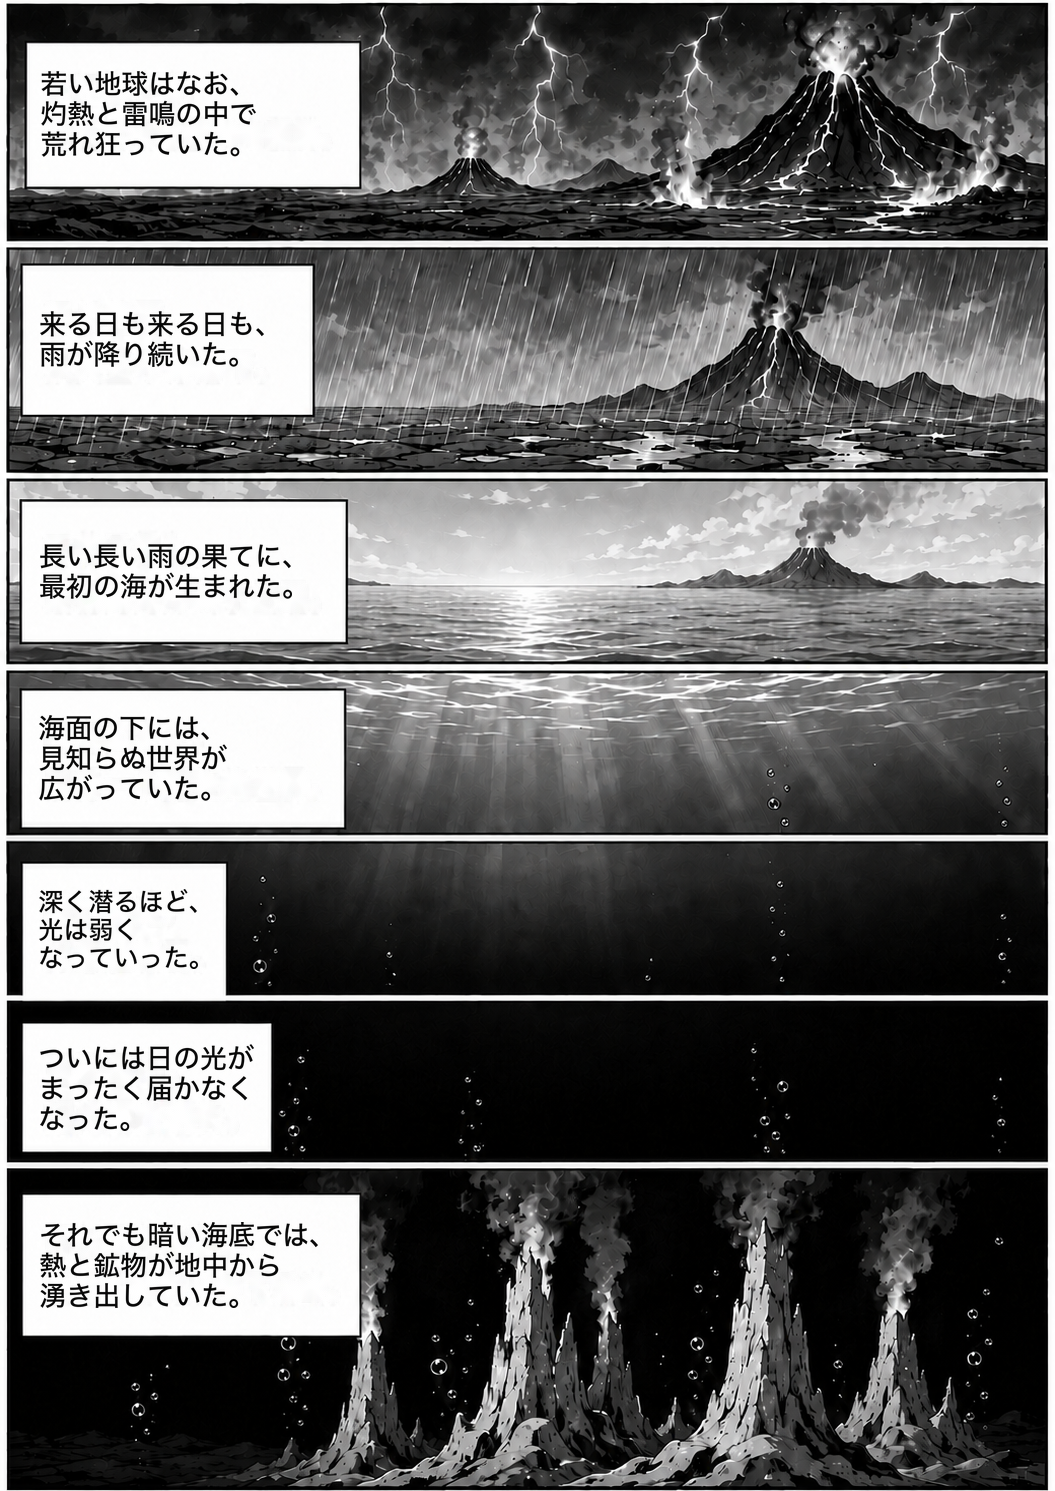 若い地球はなお、
灼熱と雷鳴の中で
荒れ狂っていた。
来る日も来る日も、
雨が降り続いた。
長い長い雨の果てに、
最初の海が生まれた。
海面の下には、
見知らぬ世界が
広がっていた。
深く潜るほど、
光は弱く
なっていった。
ついには日の光が
まったく届かなく
なった。
それでも暗い海底では、
熱と鉱物が地中から
湧き出していた。